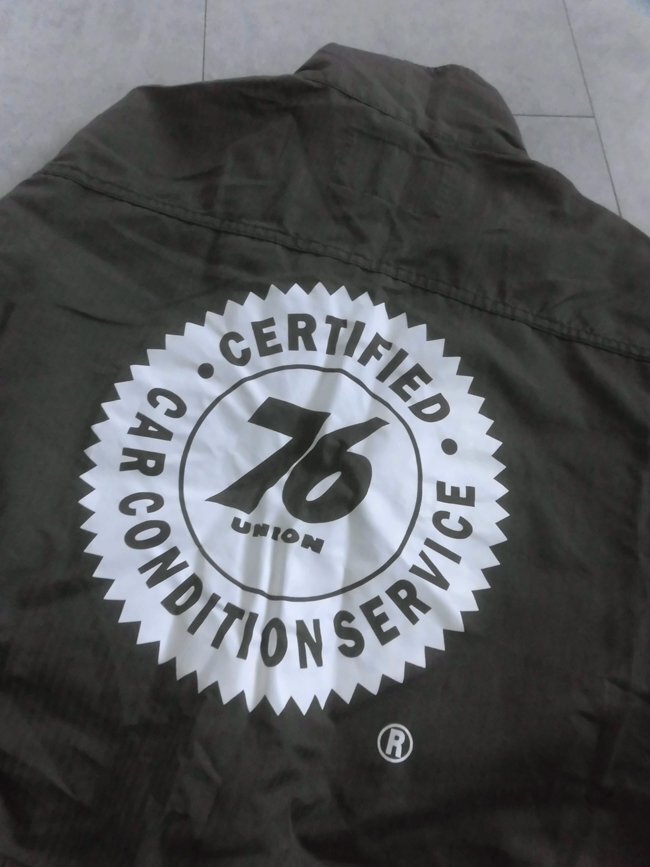 • CERTIFIED •
CAR CONDITION SERVICE
76
UNION
®